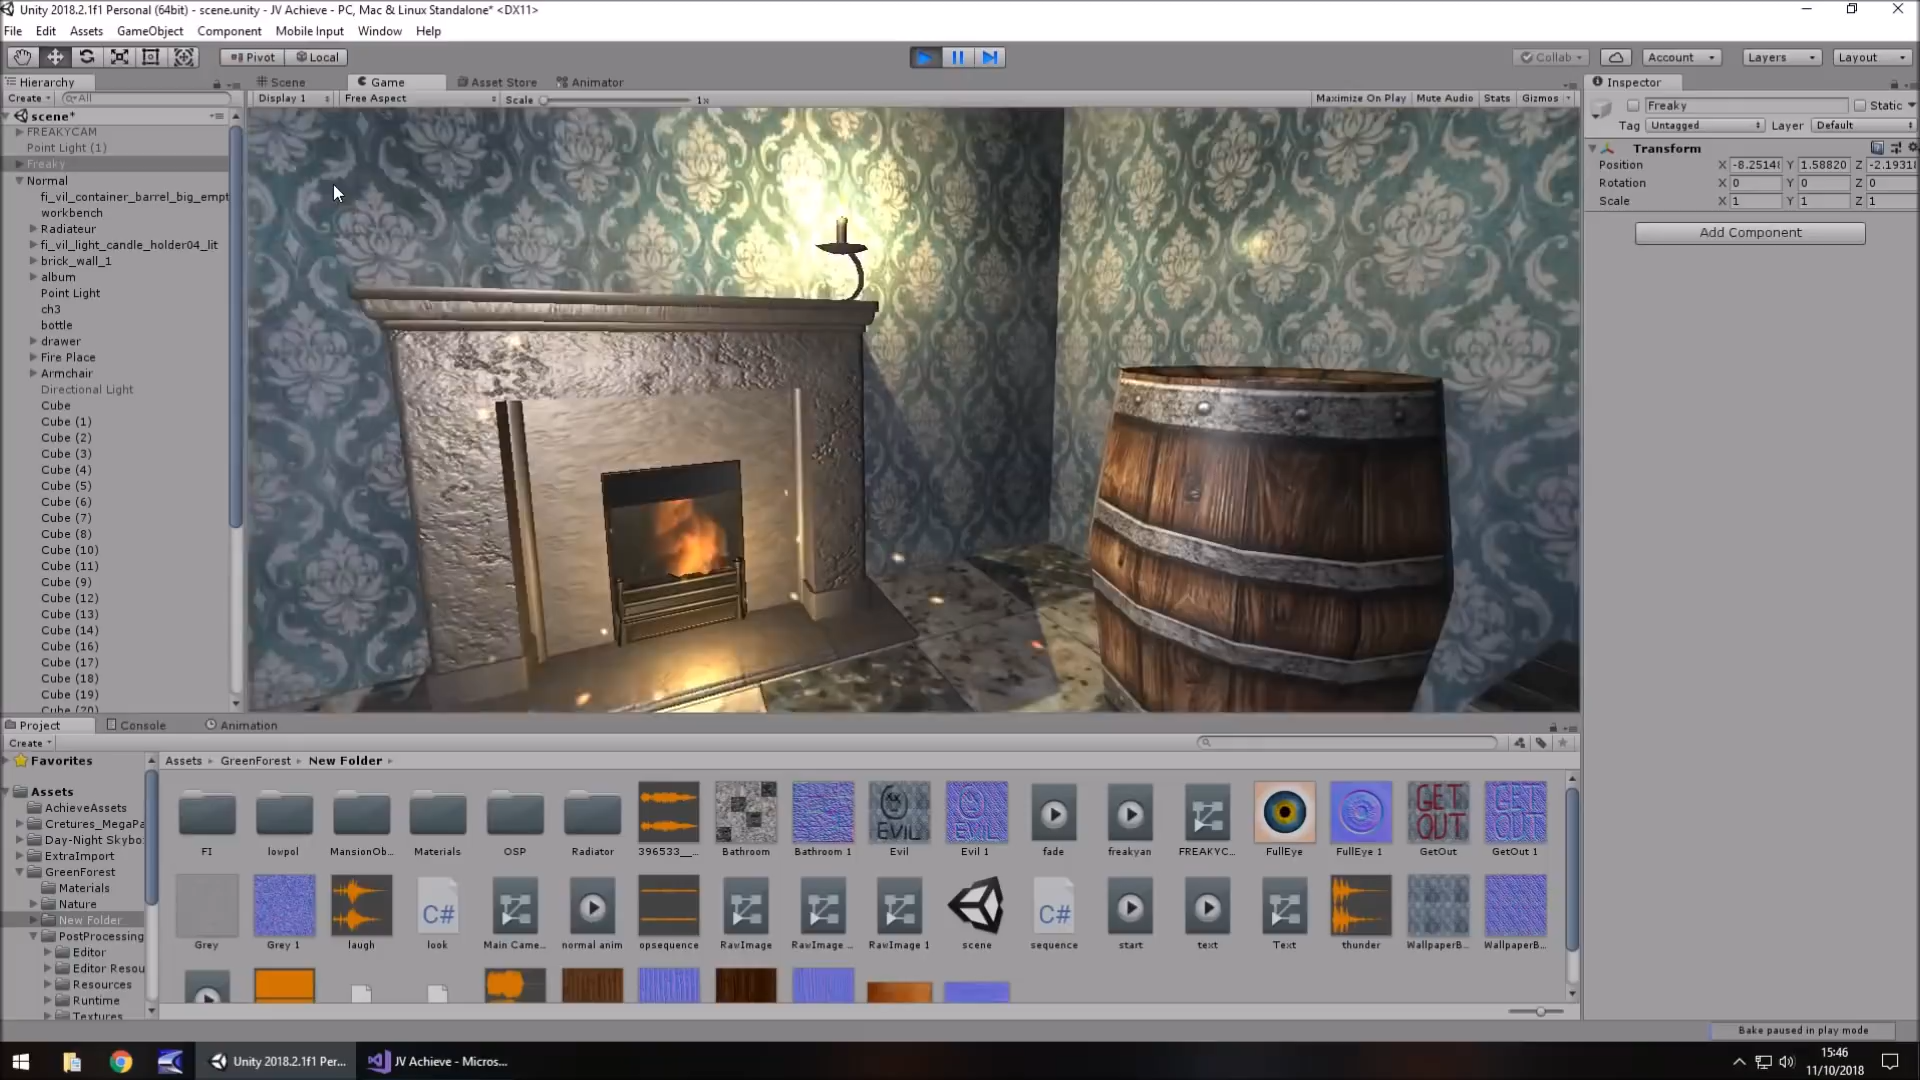 Unity 2018.2.1f1 Personal (64bit) - scene.unity - JV Achieve - PC, Mac & Linux Standalone* <DX11>
File Edit Assets GameObject Component Mobile Input Window Help
Pivot Local Collab Account Layers Layout
Hierarchy Scene Game Asset Store Animator Inspector
Create All Display 1 Free Aspect Scale 1x Maximize On Play Mute Audio Stats Gizmos
Freaky Static
scene*
Tag Untagged Layer Default
FREAKYCAM
Point Light (1)
Transform
Freaky
Position X Y 1.58820 Z
Normal
Rotation X 0 Y 0 Z 0
fi_vil_container_barrel_big_empt
Scale X 1 Y 1 Z 1
workbench
Radiateur
Add Component
fi_vil_light_candle_holder04_lit
brick_wall_1
album
Point Light
ch3
bottle
drawer
Fire Place
Armchair
Directional Light
Cube
Cube (1)
Cube (2)
Cube (3)
Cube (4)
Cube (5)
Cube (6)
Cube (7)
Cube (8)
Cube (10)
Cube (11)
Cube (9)
Cube (12)
Cube (13)
Cube (14)
Cube (16)
Cube (17)
Cube (18)
Cube (19)
Cube (20)
Project Console Animation
Create
Favorites
Assets GreenForest New Folder
Assets
AchieveAssets
Cretures_MegaPa
Day-Night Skybo
ExtraImport
GreenForest
Materials
Nature
New Folder
PostProcessing
Editor
Editor Resou
Resources
Runtime
Textures
EVIL EVIL GET OUT GET OUT
FI lowpol MansionOb... Materials OSP Radiator 396533__... Bathroom Bathroom 1 Evil Evil 1 fade freakyan FREAKYC... FullEye FullEye 1 GetOut GetOut 1
C# C#
Grey Grey 1 laugh look Main Came... normal anim opsequence RawImage RawImage ... RawImage 1 scene sequence start text Text thunder WallpaperB... WallpaperB...
Bake paused in play mode
Unity 2018.2.1f1 Per... JV Achieve - Micros...
15:46
11/10/2018